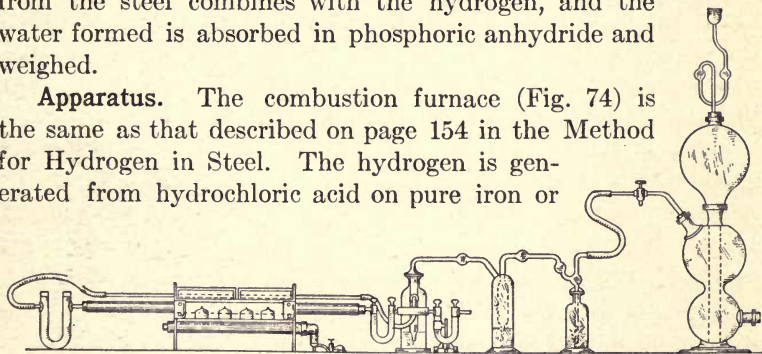 from the steel combines with the hydrogen, and the
water formed is absorbed in phosphoric anhydride and
weighed.
Apparatus. The combustion furnace (Fig. 74) is
the same as that described on page 154 in the Method
for Hydrogen in Steel. The hydrogen is gen-
erated from hydrochloric acid on pure iron or